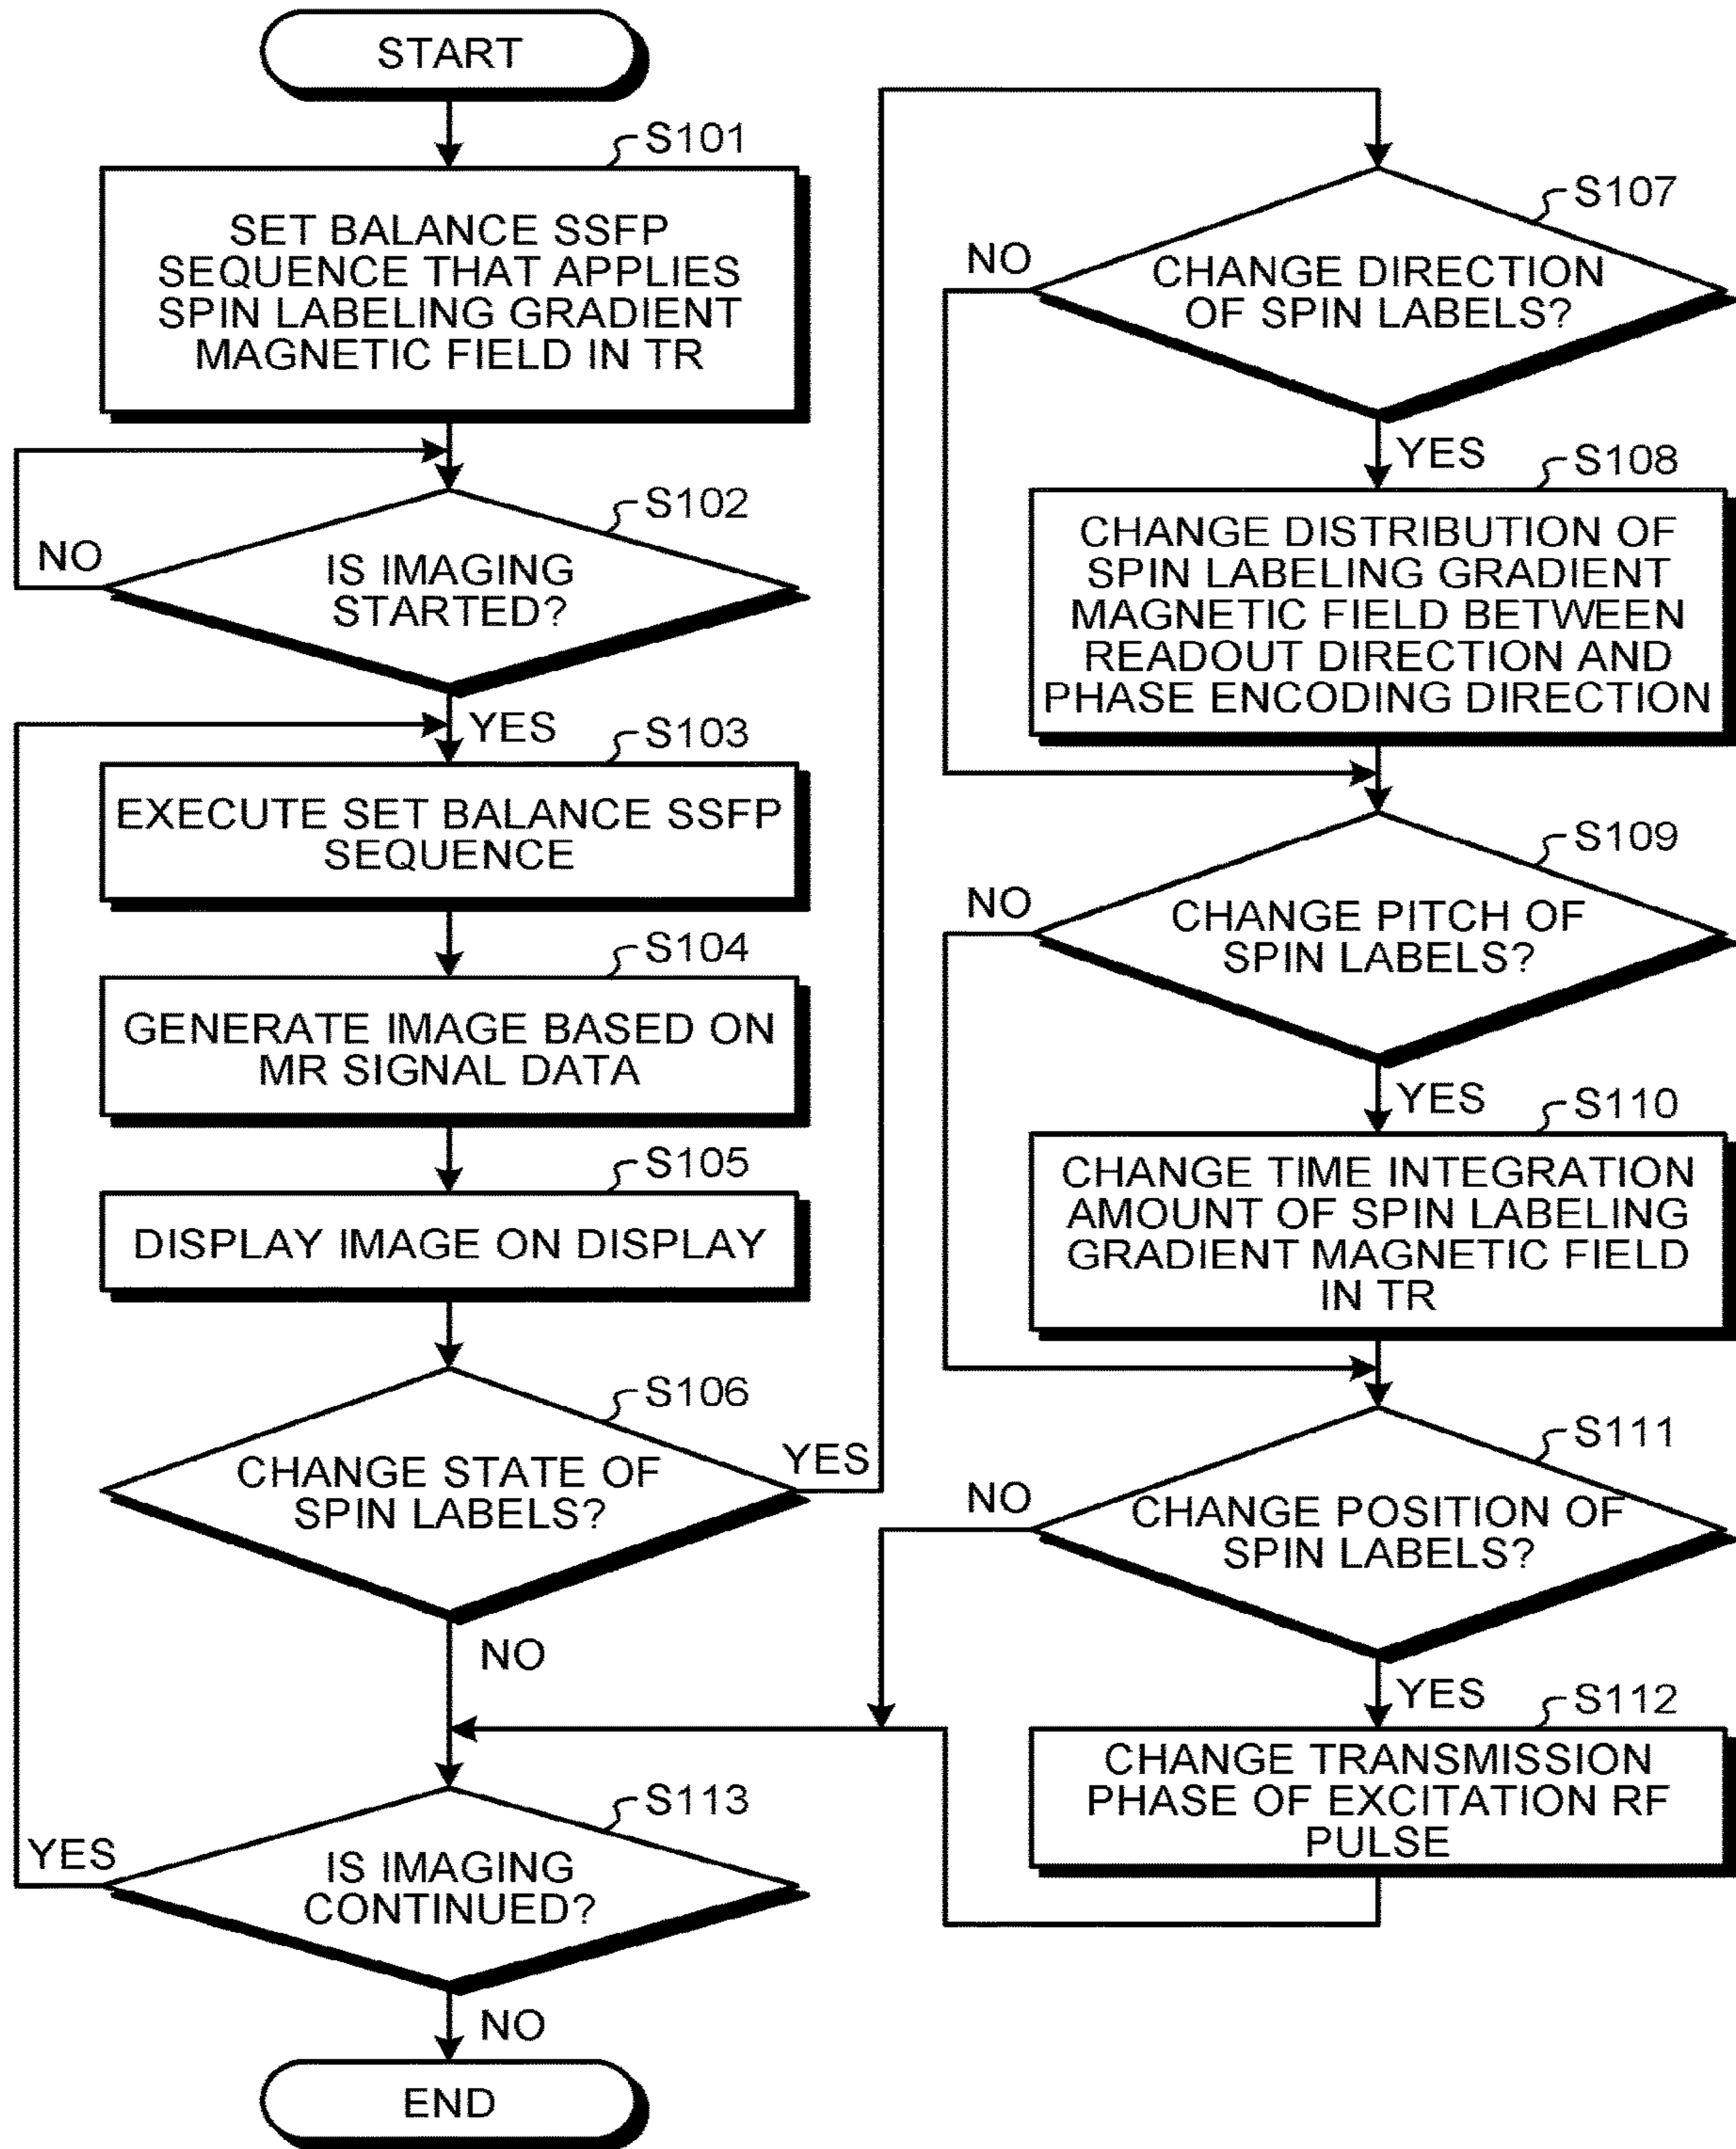 START
S101
SET BALANCE SSFP
SEQUENCE THAT APPLIES
SPIN LABELING GRADIENT
MAGNETIC FIELD IN TR
S102
NO
IS IMAGING
STARTED?
YES
S103
EXECUTE SET BALANCE SSFP
SEQUENCE
S104
GENERATE IMAGE BASED ON
MR SIGNAL DATA
S105
DISPLAY IMAGE ON DISPLAY
S106
CHANGE STATE OF
SPIN LABELS?
YES
NO
S113
YES
IS IMAGING
CONTINUED?
NO
END
S107
NO
CHANGE DIRECTION
OF SPIN LABELS?
YES
S108
CHANGE DISTRIBUTION OF
SPIN LABELING GRADIENT
MAGNETIC FIELD BETWEEN
READOUT DIRECTION AND
PHASE ENCODING DIRECTION
S109
NO
CHANGE PITCH OF
SPIN LABELS?
YES
S110
CHANGE TIME INTEGRATION
AMOUNT OF SPIN LABELING
GRADIENT MAGNETIC FIELD
IN TR
S111
NO
CHANGE POSITION OF
SPIN LABELS?
YES
S112
CHANGE TRANSMISSION
PHASE OF EXCITATION RF
PULSE